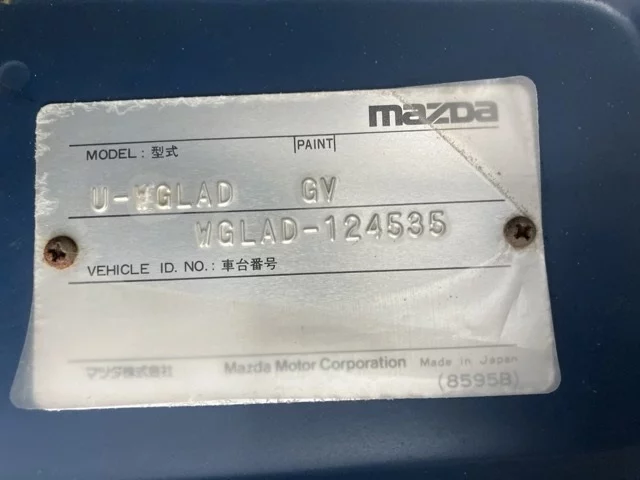 mazda
MODEL: 型式 PAINT
U-WGLAD GV
WGLAD-124535
VEHICLE ID. NO.: 車台番号
マツダ株式会社 Mazda Motor Corporation Made in Japan
(8595B)